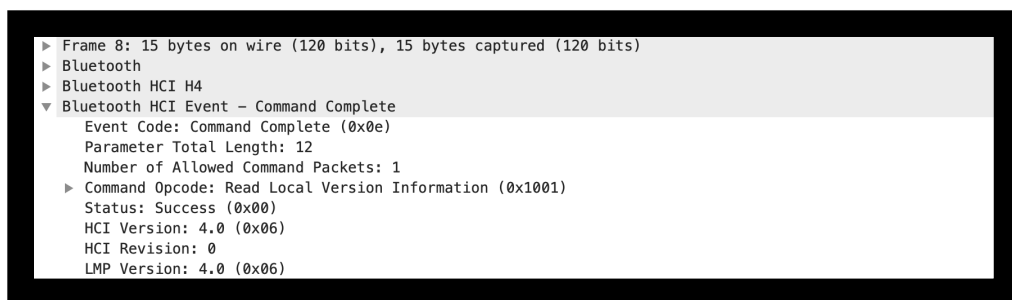 Frame 8: 15 bytes on wire (120 bits), 15 bytes captured (120 bits)
Bluetooth
Bluetooth HCI H4
Bluetooth HCI Event – Command Complete
Event Code: Command Complete (0x0e)
Parameter Total Length: 12
Number of Allowed Command Packets: 1
Command Opcode: Read Local Version Information (0x1001)
Status: Success (0x00)
HCI Version: 4.0 (0x06)
HCI Revision: 0
LMP Version: 4.0 (0x06)